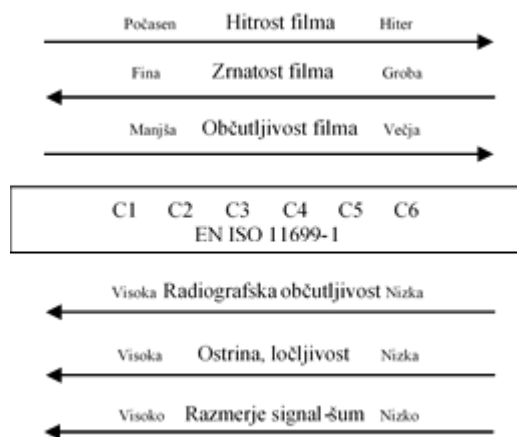 Počasen Hitrost filma Hiter
Fina Zrnatost filma Groba
Manjša Občutljivost filma Večja
C1 C2 C3 C4 C5 C6
EN ISO 11699-1
Visoka Radiografska občutljivost Nizka
Visoka Ostrina, ločljivost Nizka
Visoko Razmerje signal-šum Nizko